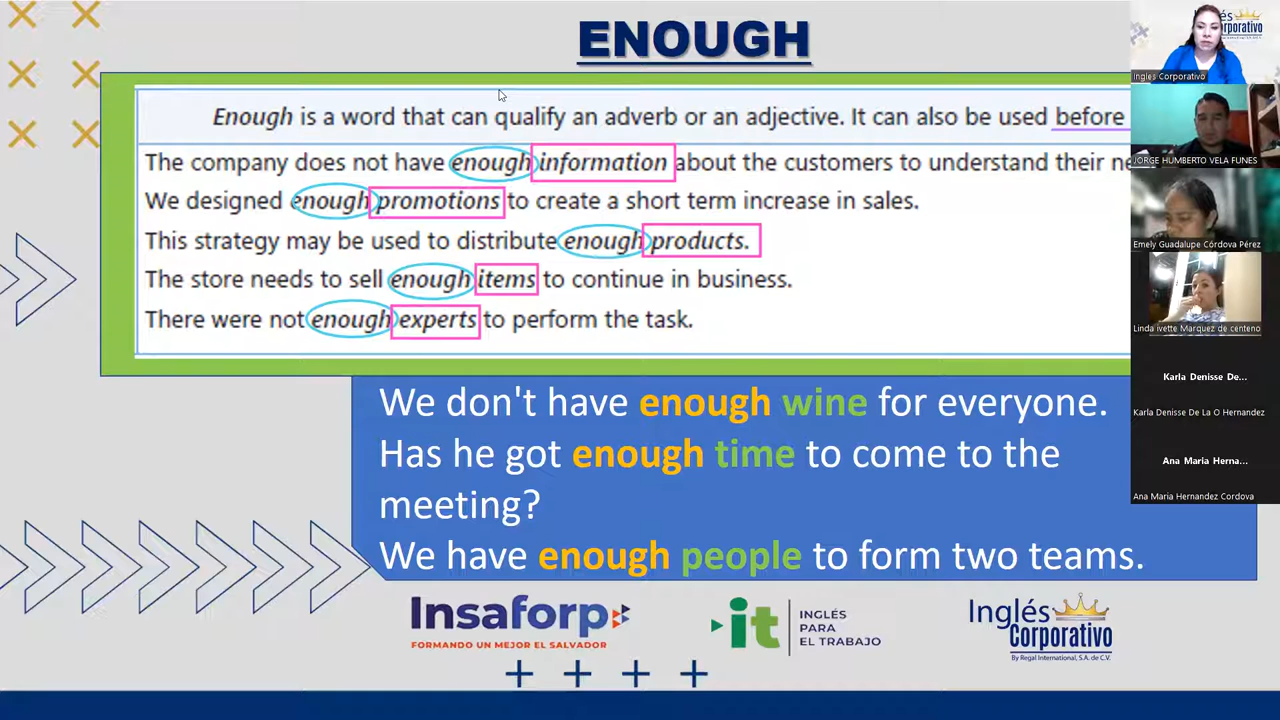 ENOUGH
Enough is a word that can qualify an adverb or an adjective. It can also be used before
The company does not have enough information about the customers to understand their
We designed enough promotions to create a short term increase in sales.
This strategy may be used to distribute enough products.
The store needs to sell enough items to continue in business.
There were not enough experts to perform the task.
We don't have enough wine for everyone.
Has he got enough time to come to the
meeting?
We have enough people to form two teams.
Insaforp
FORMANDO UN MEJOR EL SALVADOR
it
INGLÉS
PARA
EL TRABAJO
Inglés
Corporativo
By Regal International, S.A. de C.V.
Ingles Corporativo
JORGE HUMBERTO VELA FUNES
Emely Guadalupe Córdova Pérez
Linda ivette Marquez de centeno
Karla Denisse De...
Karla Denisse De La O Hernandez
Ana Maria Herna...
Ana Maria Hernandez Cordova